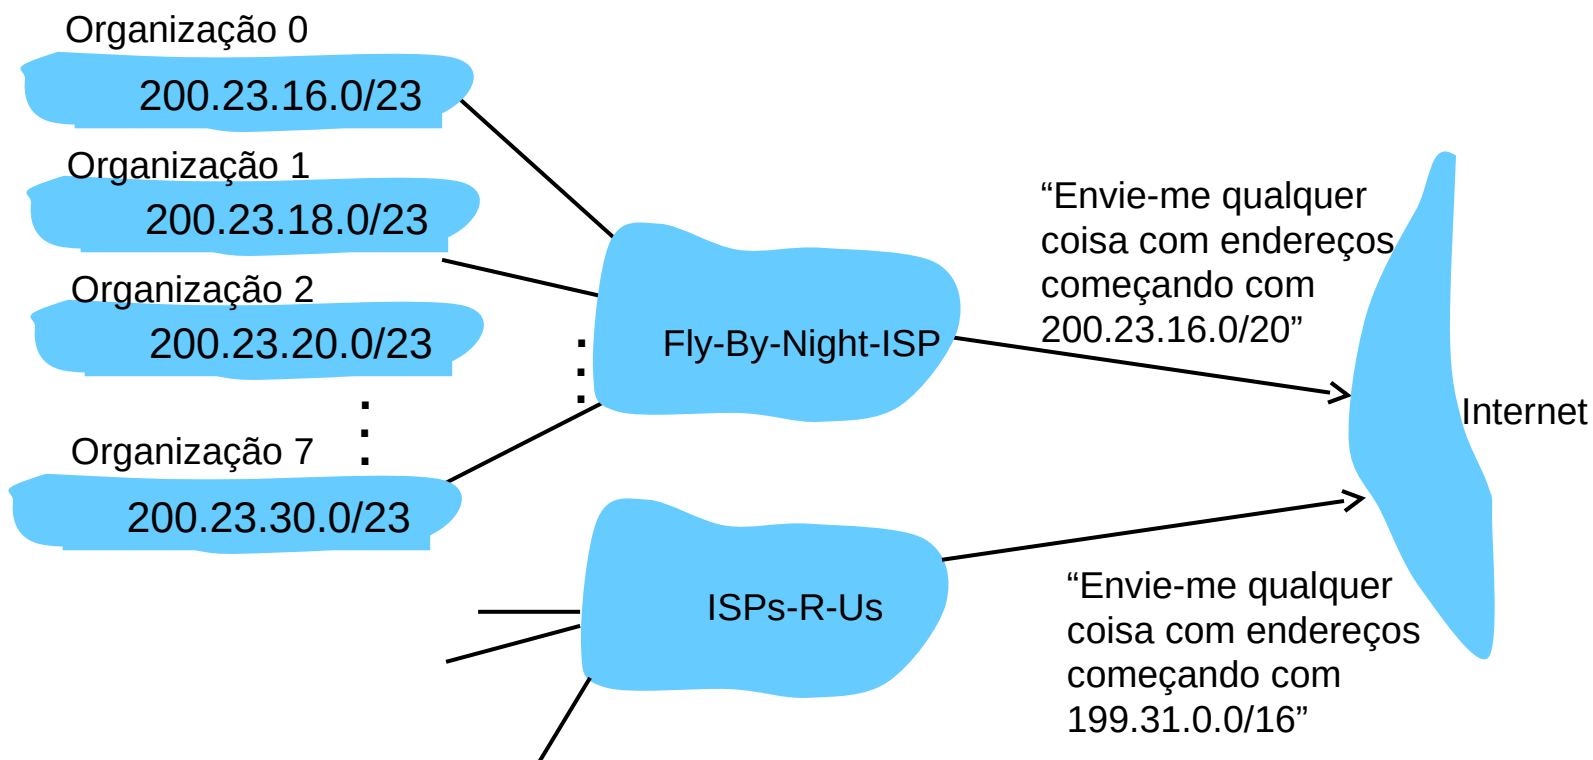 Organização 0
200.23.16.0/23
Organização 1
200.23.18.0/23
Organização 2
200.23.20.0/23
Organização 7
200.23.30.0/23
Fly-By-Night-ISP
“Envie-me qualquer
coisa com endereços
começando com
200.23.16.0/20”
Internet
ISPs-R-Us
“Envie-me qualquer
coisa com endereços
começando com
199.31.0.0/16”